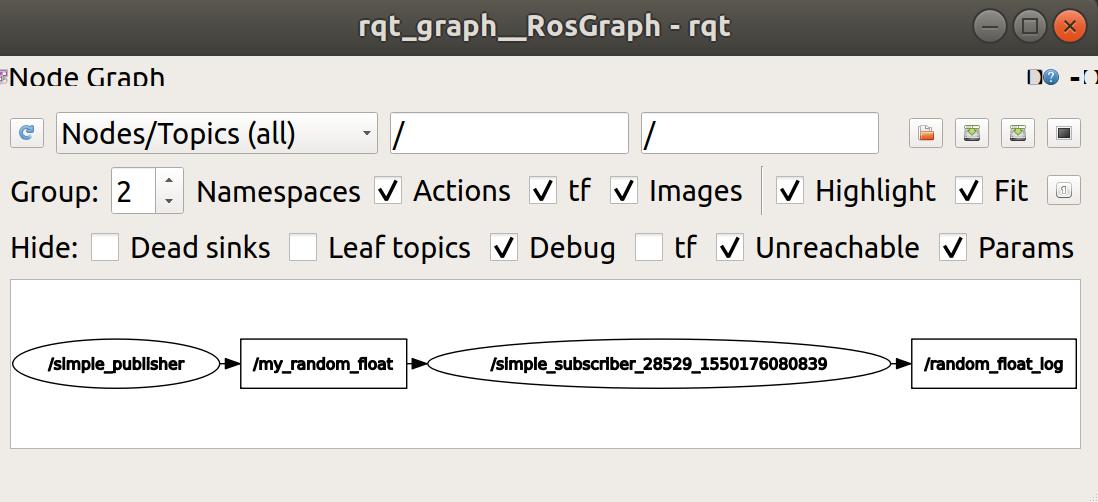 rqt_graph__RosGraph - rqt
Node Graph
Nodes/Topics (all) / /
Group: 2 Namespaces Actions tf Images Highlight Fit
Hide: Dead sinks Leaf topics Debug tf Unreachable Params
/simple_publisher /my_random_float /simple_subscriber_28529_1550176080839 /random_float_log